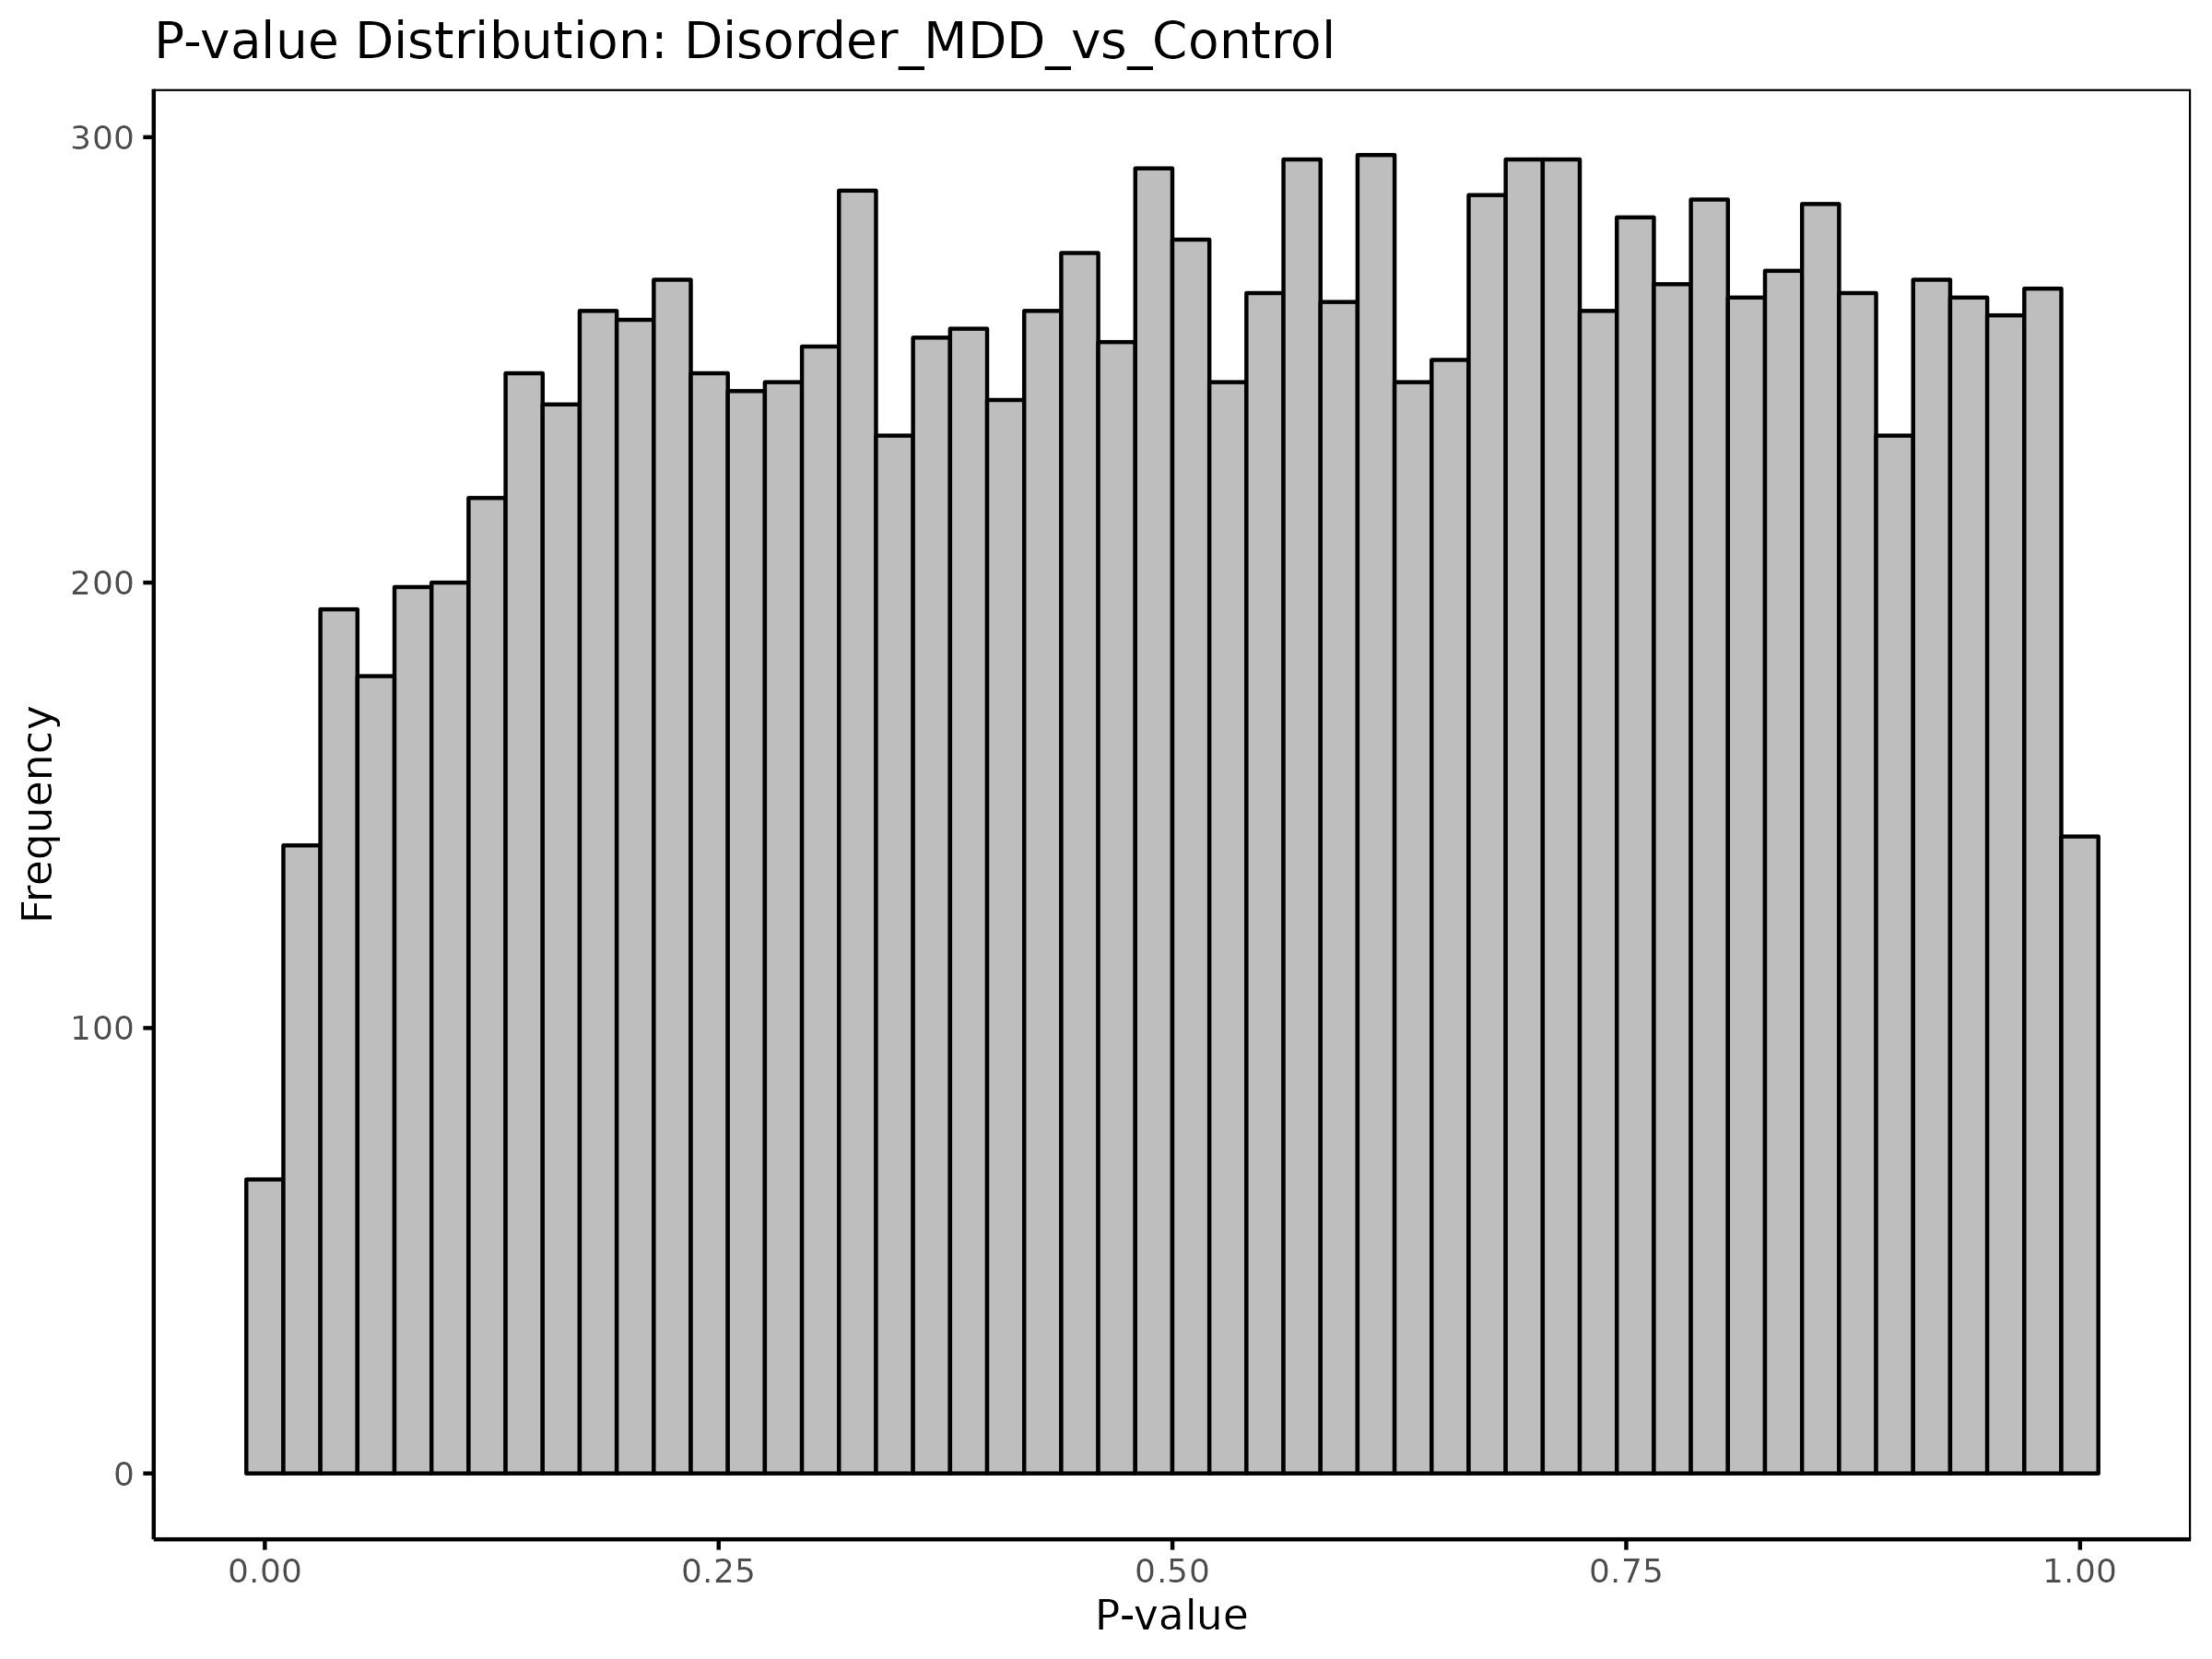 P-value Distribution: Disorder_MDD_vs_Control
300
200
100
0
Frequency
0.00 0.25 0.50 0.75 1.00
P-value